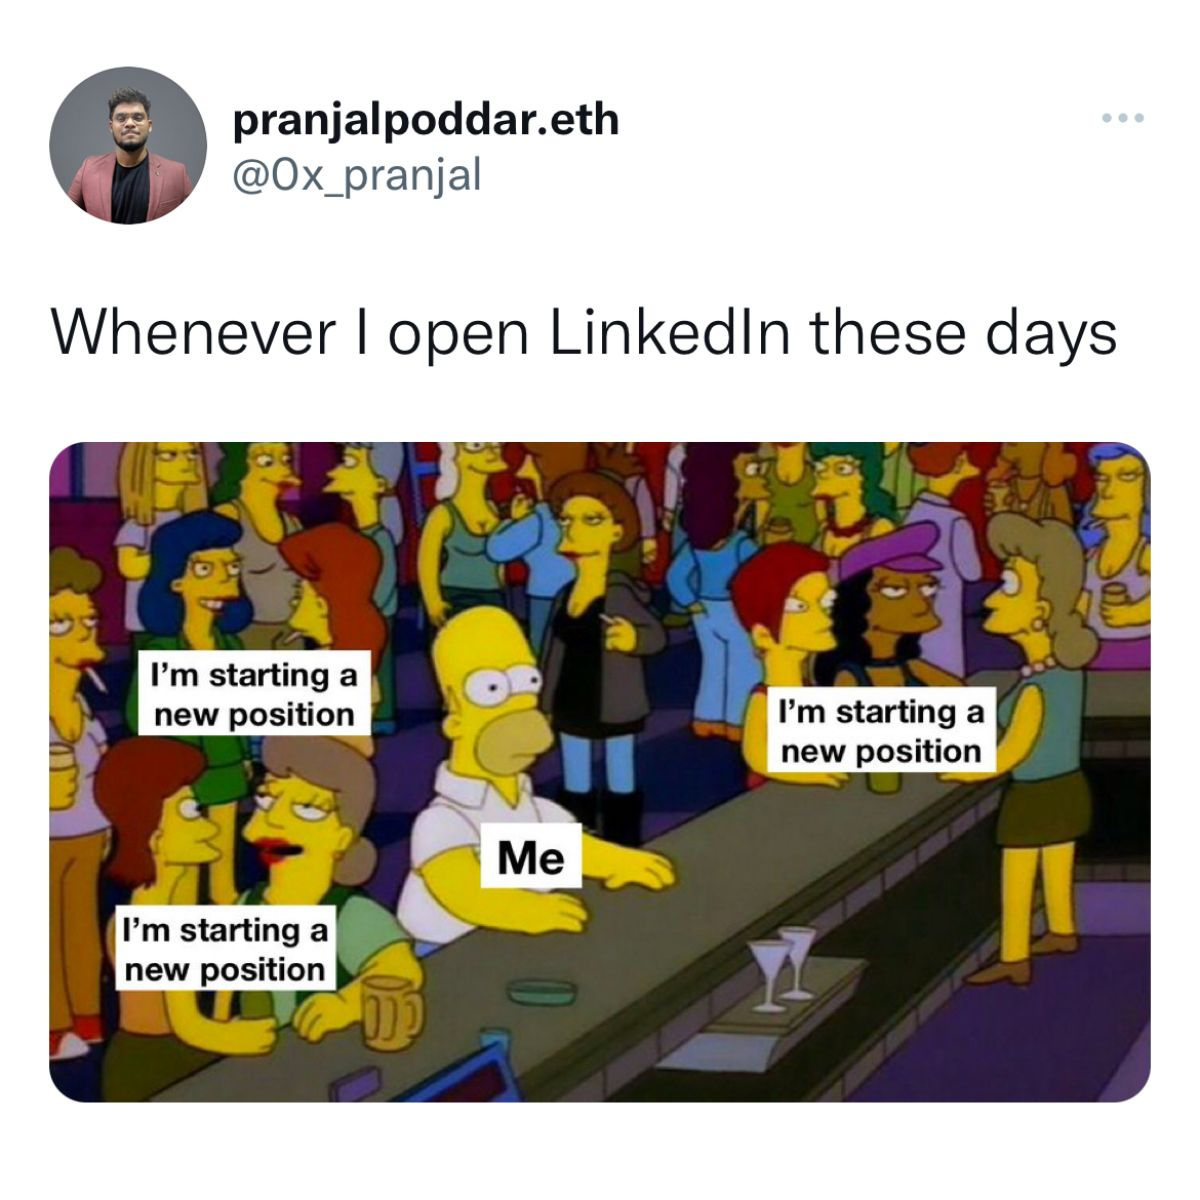 pranjalpoddar.eth
@0x_pranjal
Whenever I open LinkedIn these days
I'm starting a
new position
I'm starting a
new position
Me
I'm starting a
new position